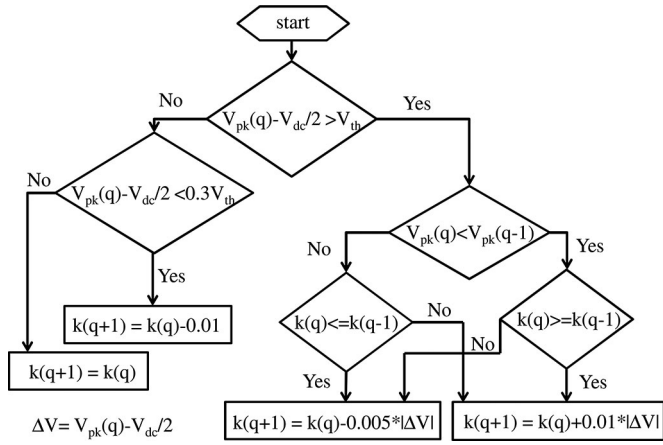 start
No
Yes
V_pk(q)-V_dc/2 >V_th
No
V_pk(q)-V_dc/2 <0.3V_th
V_pk(q)<V_pk(q-1)
No
Yes
Yes
k(q+1) = k(q)-0.01
k(q)<=k(q-1)
No
k(q)>=k(q-1)
No
k(q+1) = k(q)
Yes
Yes
k(q+1) = k(q)-0.005*|ΔV|
k(q+1) = k(q)+0.01*|ΔV|
ΔV= V_pk(q)-V_dc/2